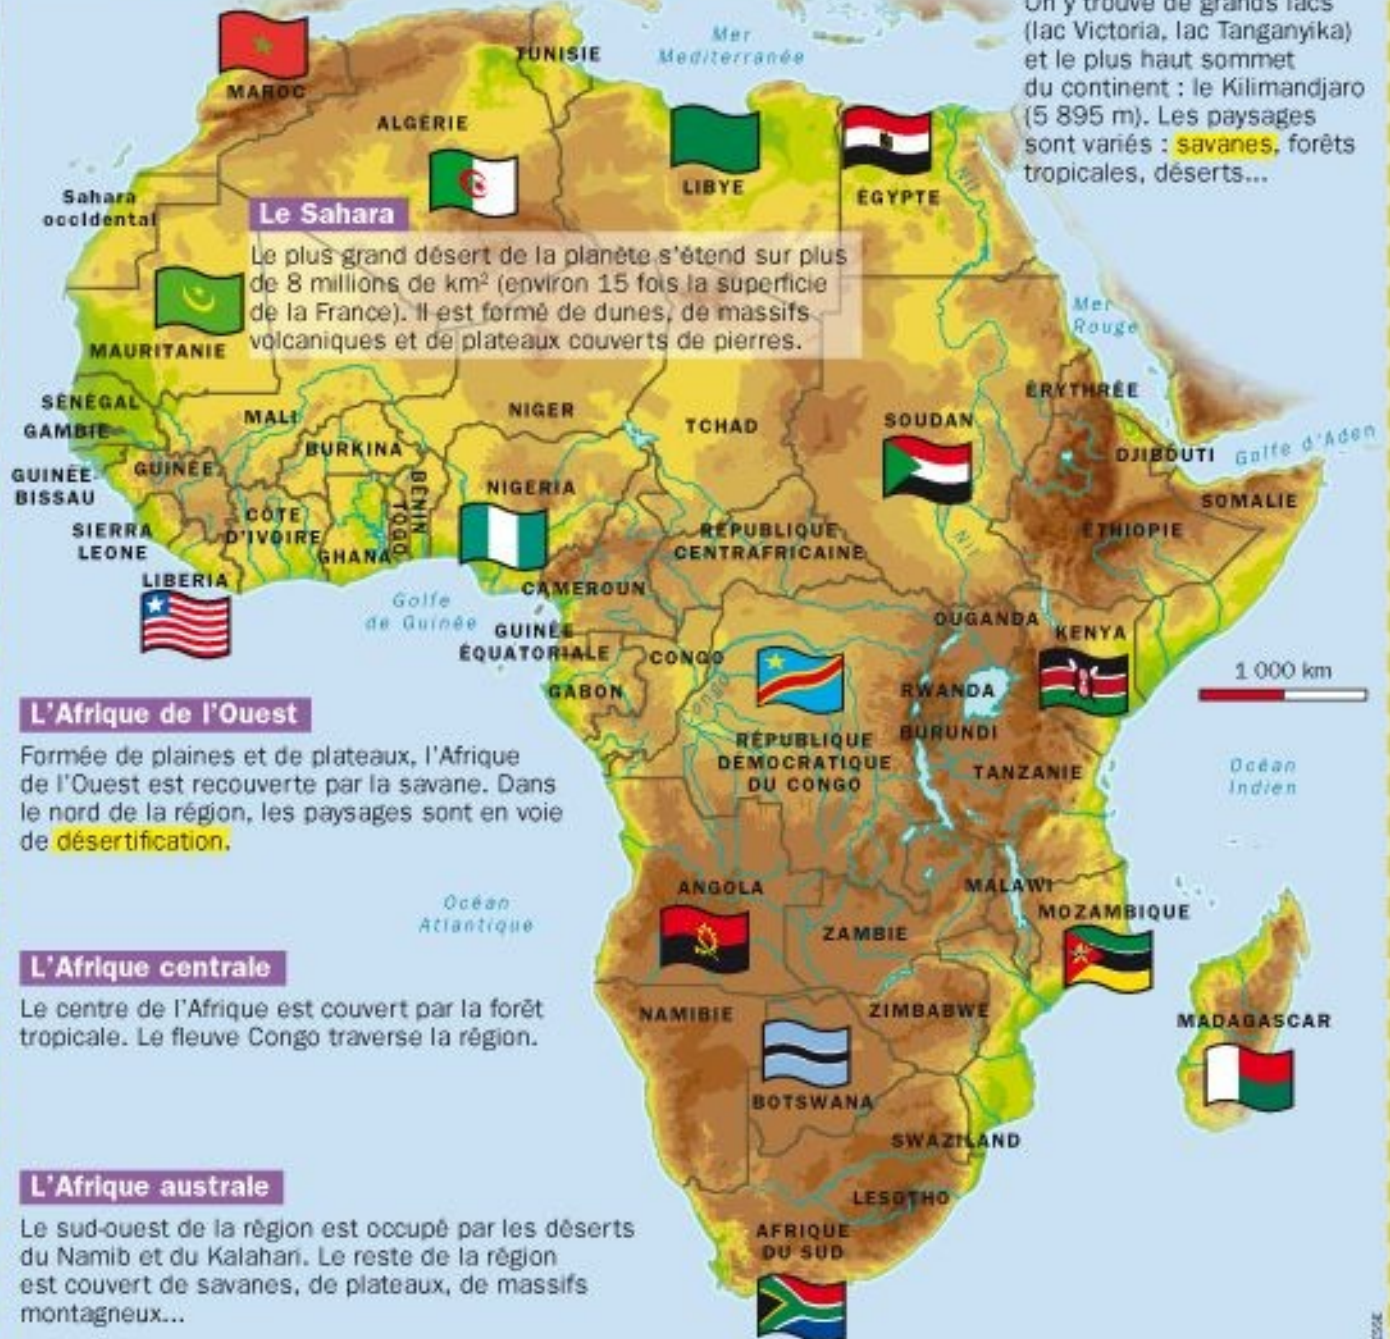 On y trouve de grands lacs
(lac Victoria, lac Tanganyika)
et le plus haut sommet
du continent : le Kilimandjaro
(5 895 m). Les paysages
sont variés : savanes, forêts
tropicales, déserts...
Mer
Mediterranée
TUNISIE
MAROC
ALGÉRIE
LIBYE
ÉGYPTE
Nil
Sahara
occidental
Le Sahara
Le plus grand désert de la planète s'étend sur plus
de 8 millions de km² (environ 15 fois la superficie
de la France). Il est formé de dunes, de massifs
volcaniques et de plateaux couverts de pierres.
Mer
Rouge
MAURITANIE
SÉNÉGAL
GAMBIE
GUINÉE-
BISSAU
GUINÉE
SIERRA
LEONE
LIBERIA
MALI
BURKINA
CÔTE
D'IVOIRE
GHANA
TOGO
BÉNIN
NIGER
NIGERIA
TCHAD
SOUDAN
ÉRYTHRÉE
DJIBOUTI
Golfe d'Aden
SOMALIE
ÉTHIOPIE
Nil
RÉPUBLIQUE
CENTRAFRICAINE
CAMEROUN
Golfe
de Guinée
GUINÉE
ÉQUATORIALE
GABON
CONGO
Congo
OUGANDA
KENYA
RWANDA
BURUNDI
RÉPUBLIQUE
DÉMOCRATIQUE
DU CONGO
TANZANIE
1 000 km
Océan
Indien
L'Afrique de l'Ouest
Formée de plaines et de plateaux, l'Afrique
de l'Ouest est recouverte par la savane. Dans
le nord de la région, les paysages sont en voie
de désertification.
Océan
Atlantique
ANGOLA
ZAMBIE
MALAWI
MOZAMBIQUE
L'Afrique centrale
Le centre de l'Afrique est couvert par la forêt
tropicale. Le fleuve Congo traverse la région.
NAMIBIE
ZIMBABWE
MADAGASCAR
BOTSWANA
SWAZILAND
LESOTHO
AFRIQUE
DU SUD
L'Afrique australe
Le sud-ouest de la région est occupé par les déserts
du Namib et du Kalahari. Le reste de la région
est couvert de savanes, de plateaux, de massifs
montagneux...